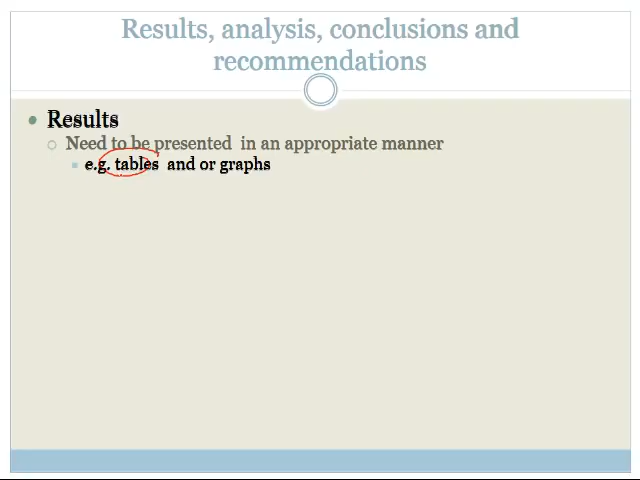 Results, analysis, conclusions and
recommendations
Results
Need to be presented in an appropriate manner
e.g. tables and or graphs